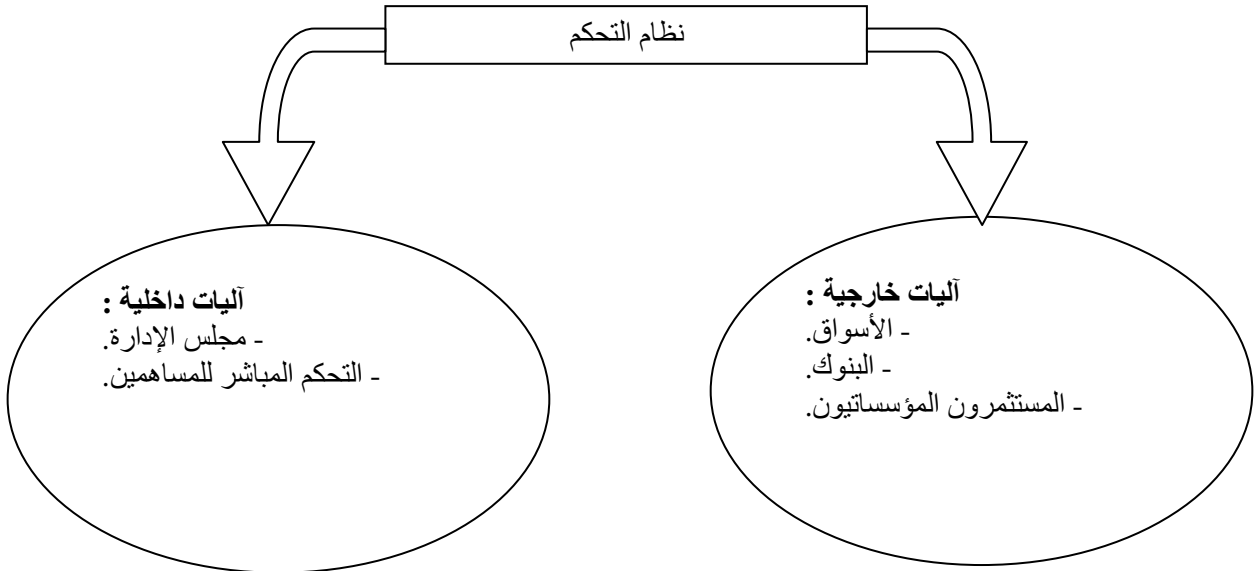 نظام التحكم
آليات خارجية :
- الأسواق.
- البنوك.
- المستثمرون المؤسساتيون.
آليات داخلية :
- مجلس الإدارة.
- التحكم المباشر للمساهمين.